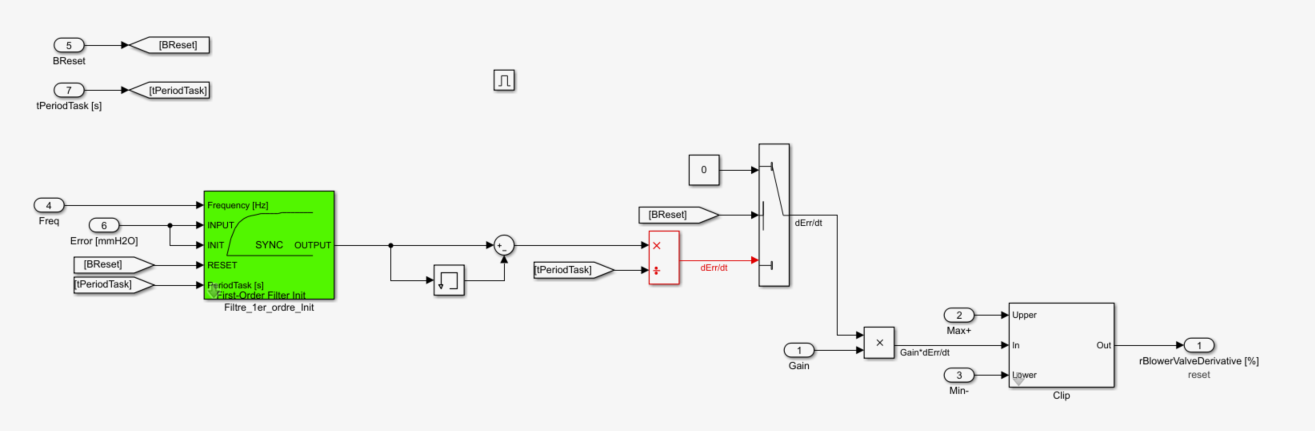 5
[BReset]
BReset
7
[tPeriodTask]
tPeriodTask [s]
0
4
Freq
Frequency [Hz]
6
Error [mmH2O]
INPUT
INIT
SYNC
OUTPUT
[BReset]
RESET
[tPeriodTask]
PeriodTask [s]
First-Order Filter Init
Filtre_1er_ordre_Init
+
-
[BReset]
[tPeriodTask]
×
÷
dErr/dt
dErr/dt
1
Gain
×
Gain*dErr/dt
2
Max+
3
Min-
Upper
In
Out
Lower
Clip
1
rBlowerValveDerivative [%]
reset